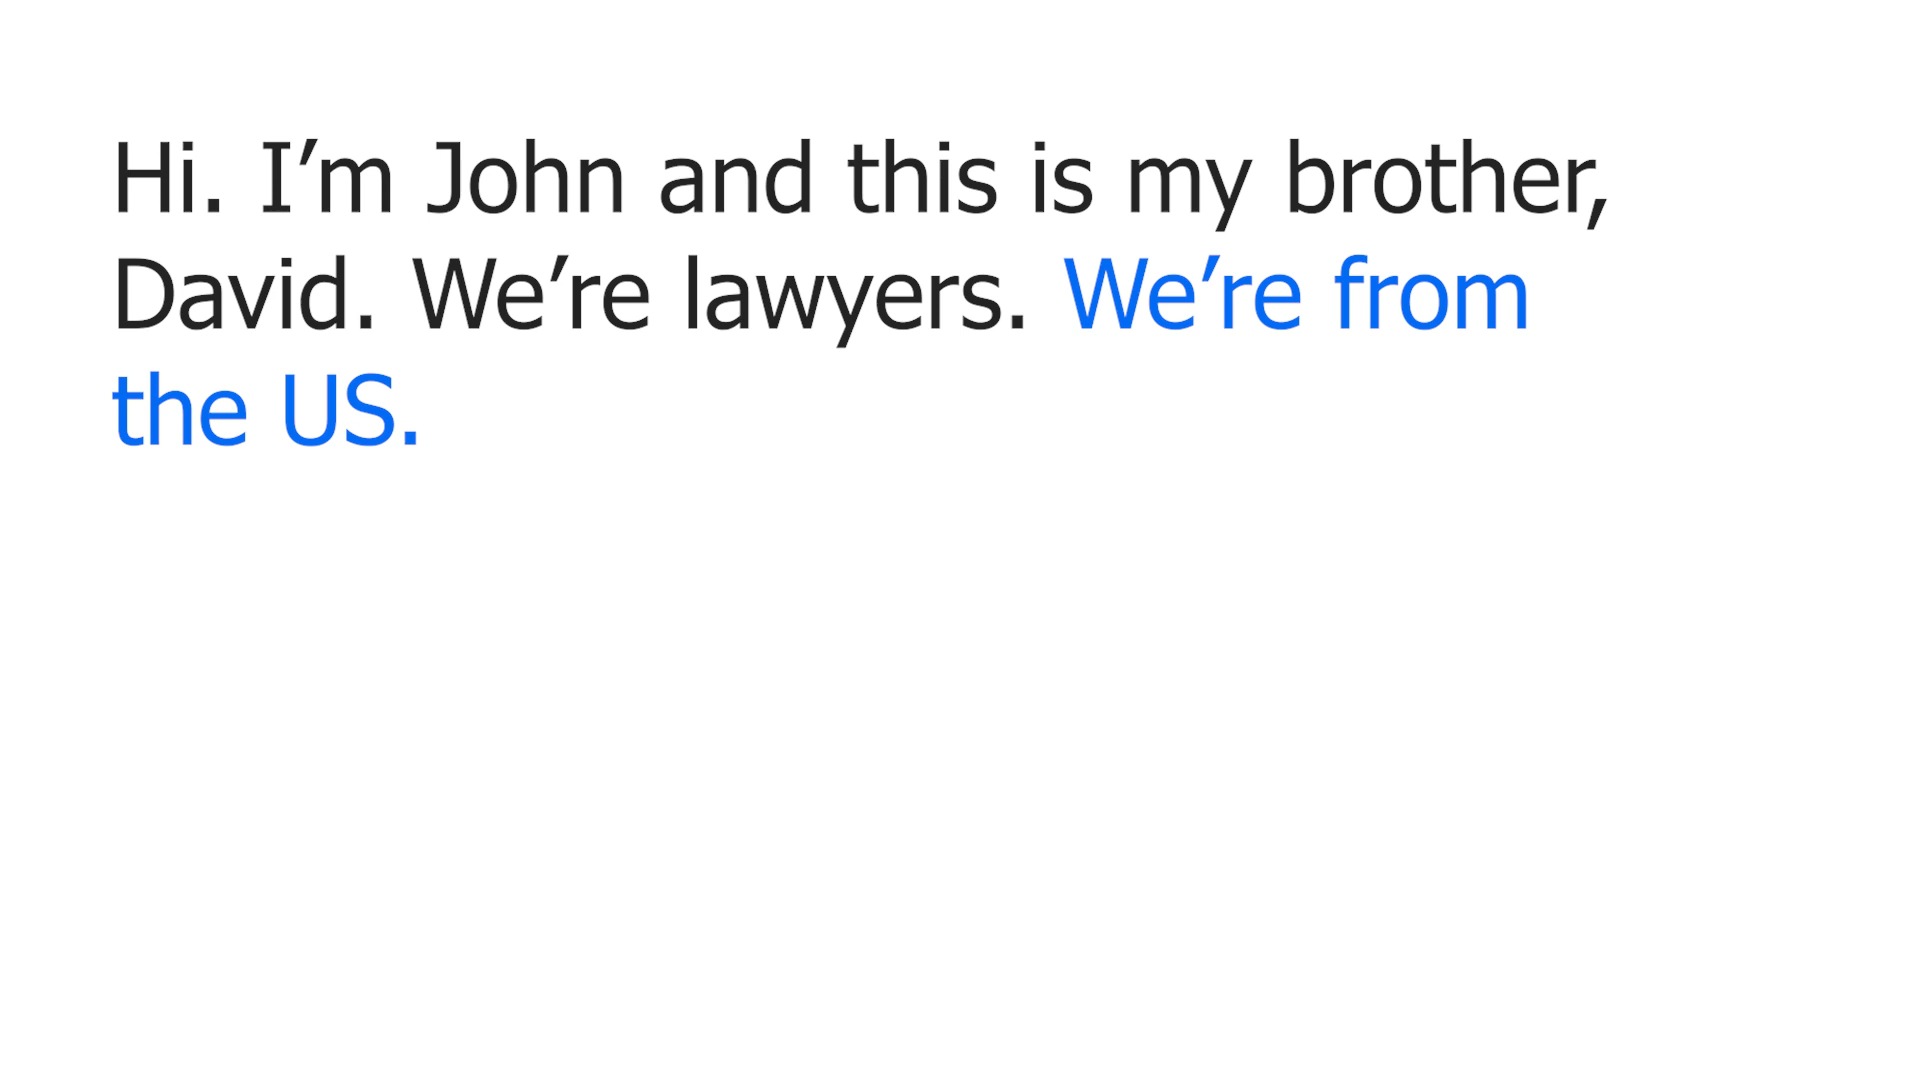 Hi. I’m John and this is my brother,
David. We’re lawyers. We’re from
the US.